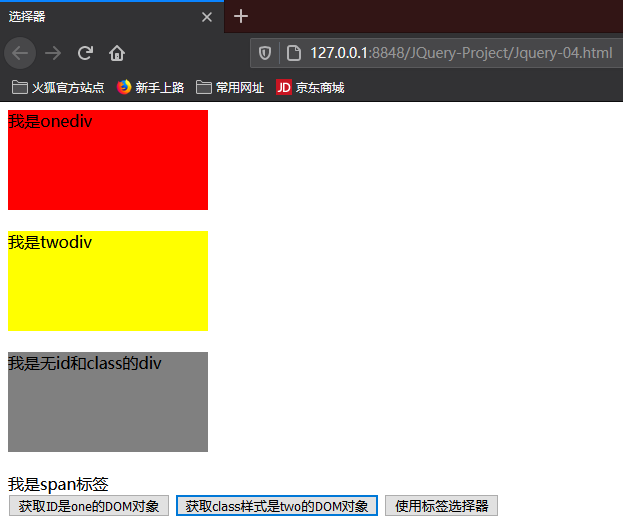 选择器
127.0.0.1:8848/JQuery-Project/Jquery-04.html
火狐官方站点 新手上路 常用网址 JD 京东商城
我是onediv
我是twodiv
我是无id和class的div
我是span标签
获取ID是one的DOM对象 获取class样式是two的DOM对象 使用标签选择器